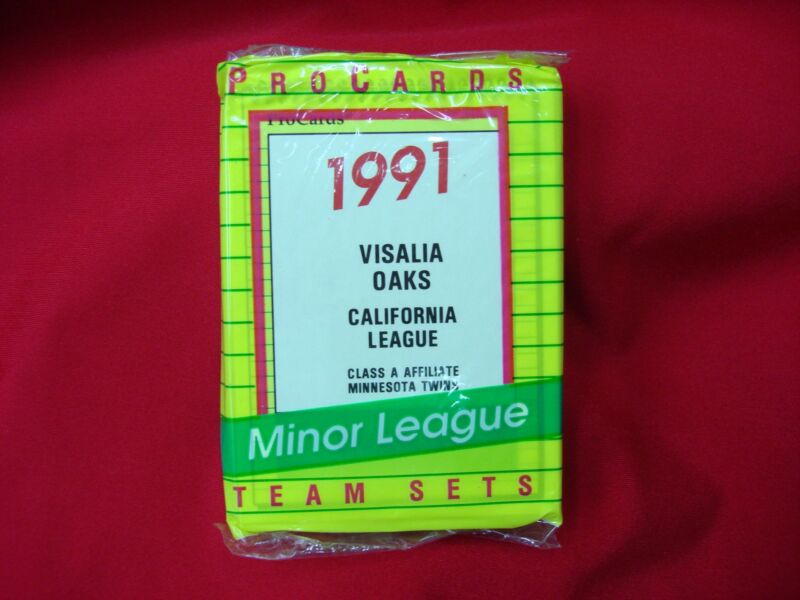 PROCARDS
ProCards
1991
VISALIA
OAKS
CALIFORNIA
LEAGUE
CLASS A AFFILIATE
MINNESOTA TWINS
Minor League
TEAM SETS